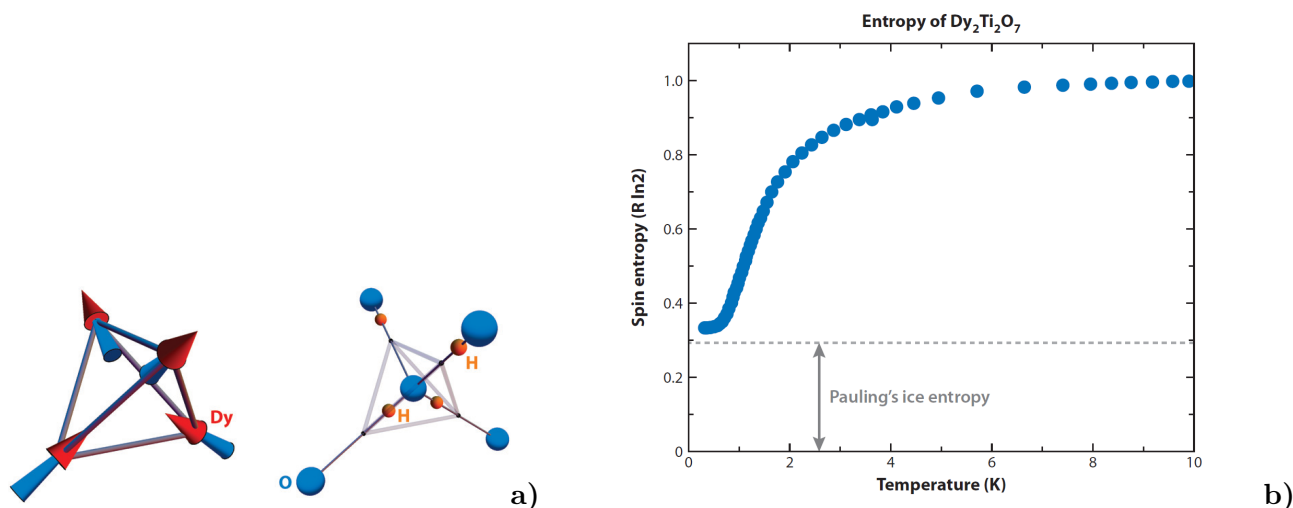 Dy
H
H
O
a)
Entropy of Dy₂Ti₂O₇
Spin entropy (R ln2)
1.0
0.8
0.6
0.4
0.2
0
Pauling's ice entropy
0 2 4 6 8 10
Temperature (K)
b)